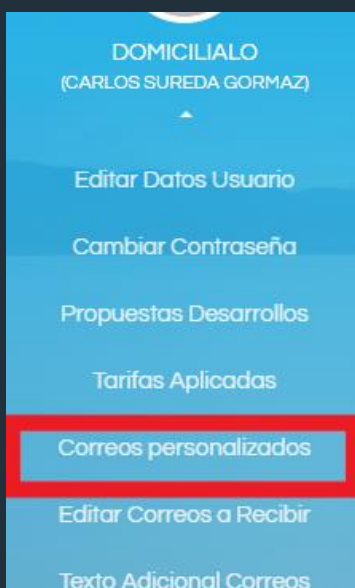 DOMICILIALO
(CARLOS SUREDA GORMAZ)
Editar Datos Usuario
Cambiar Contraseña
Propuestas Desarrollos
Tarifas Aplicadas
Correos personalizados
Editar Correos a Recibir
Texto Adicional Correos